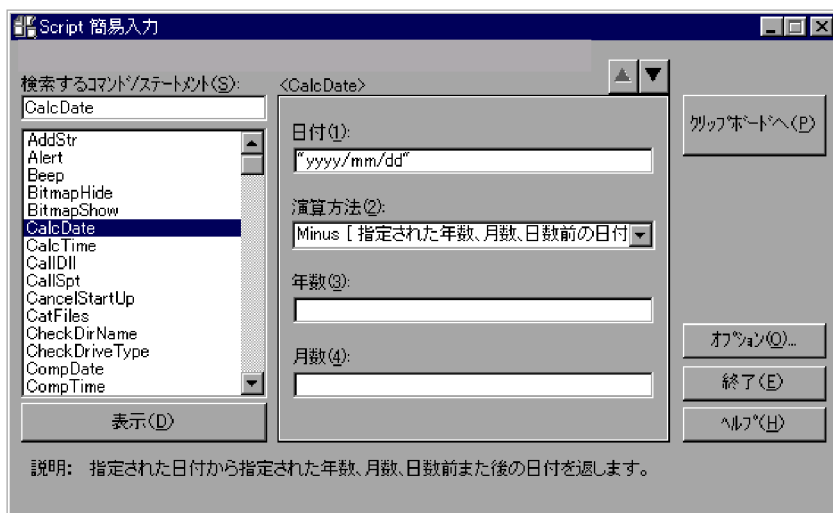 Script 簡易入力
検索するコマンド/ステートメント(S):
CalcDate
AddStr
Alert
Beep
BitmapHide
BitmapShow
CalcDate
CalcTime
CallDll
CallSpt
CancelStartUp
CatFiles
CheckDirName
CheckDriveType
CompDate
CompTime
表示(D)
<CalcDate>
日付(1):
"yyyy/mm/dd"
演算方法(2):
Minus [ 指定された年数、月数、日数前の日付
年数(3):
月数(4):
クリップボードへ(P)
オプション(O)...
終了(E)
ヘルプ(H)
説明: 指定された日付から指定された年数、月数、日数前また後の日付を返します。